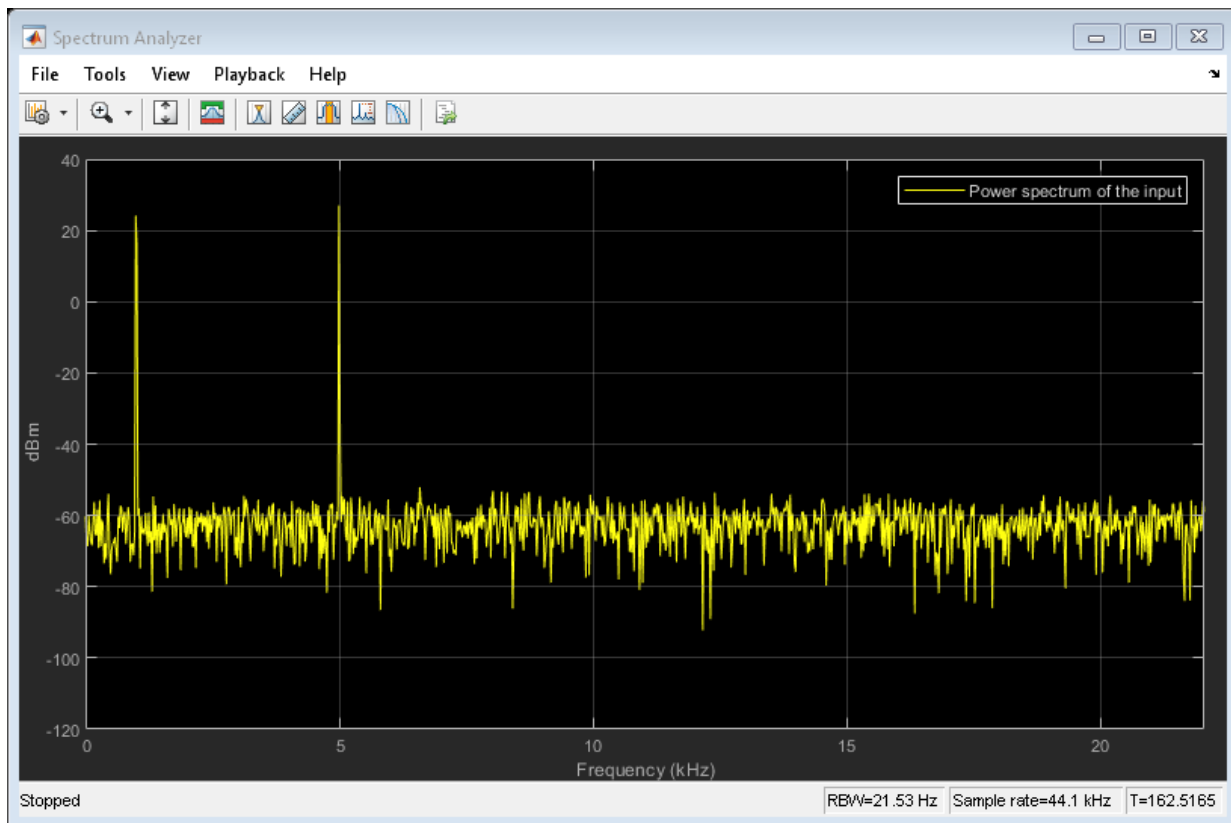 Spectrum Analyzer
File Tools View Playback Help
Power spectrum of the input
40
20
0
-20
-40
-60
-80
-100
-120
dBm
0 5 10 15 20
Frequency (kHz)
Stopped RBW=21.53 Hz Sample rate=44.1 kHz T=162.5165